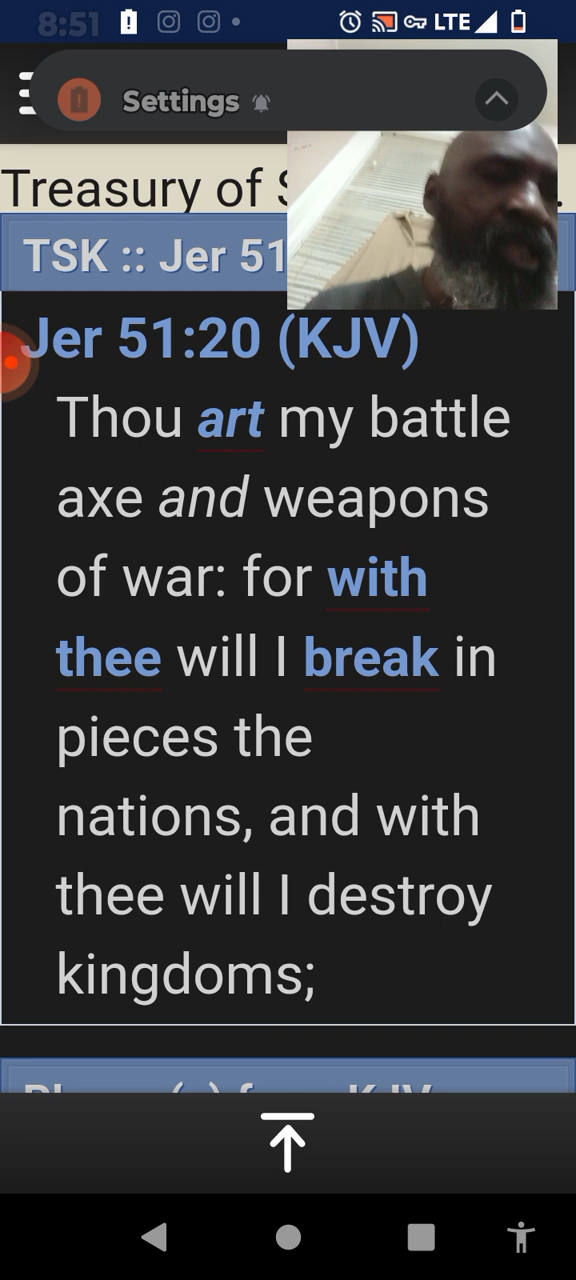 8:51
LTE
Settings
Treasury of
TSK :: Jer 51
Jer 51:20 (KJV)
Thou art my battle
axe and weapons
of war: for with
thee will I break in
pieces the
nations, and with
thee will I destroy
kingdoms;
KJV